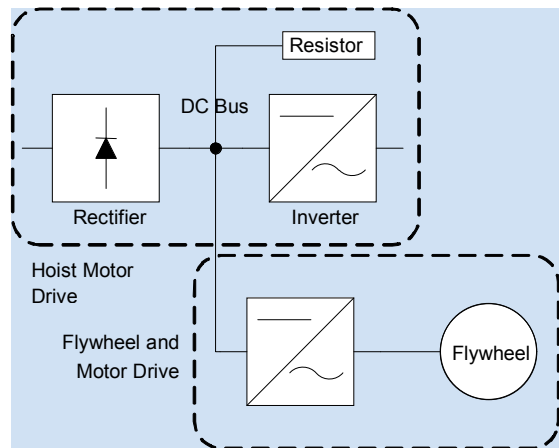 Resistor
DC Bus
Rectifier
Inverter
Hoist Motor
Drive
Flywheel and
Motor Drive
Flywheel